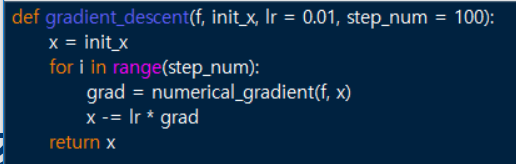 def gradient_descent(f, init_x, lr = 0.01, step_num = 100):
    x = init_x
    for i in range(step_num):
        grad = numerical_gradient(f, x)
        x -= lr * grad
    return x